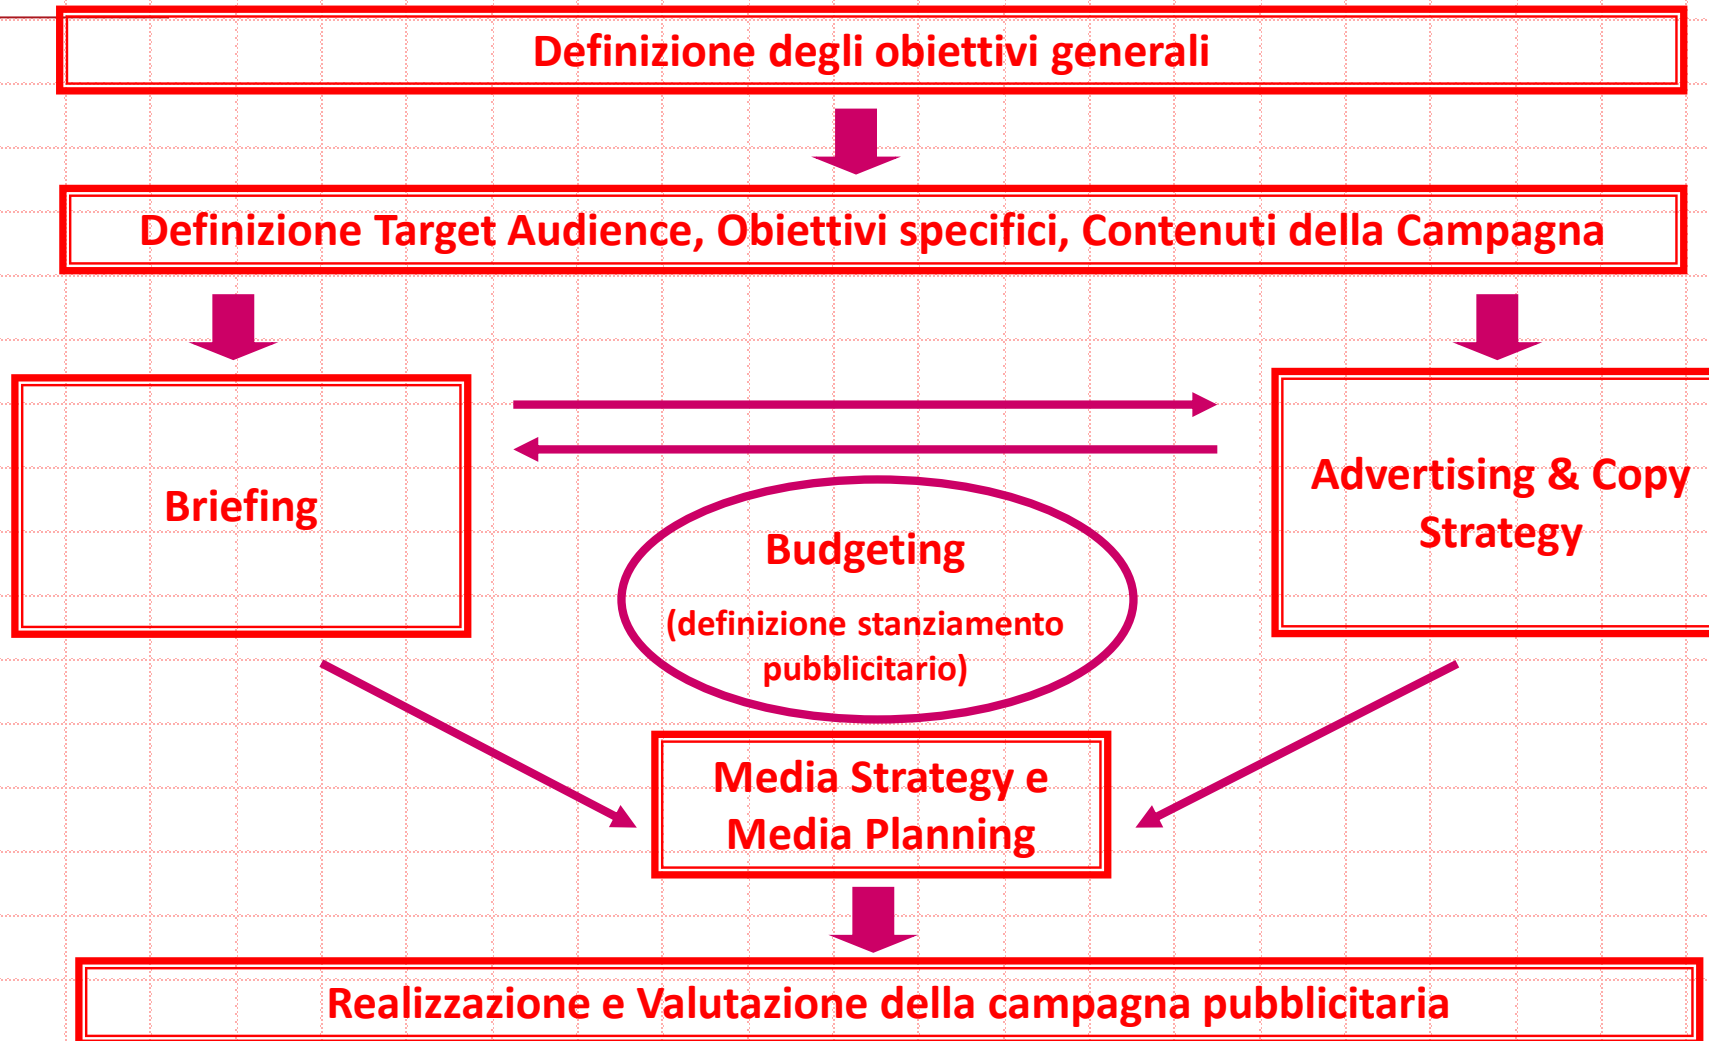 Definizione degli obiettivi generali
Definizione Target Audience, Obiettivi specifici, Contenuti della Campagna
Briefing
Advertising & Copy
Strategy
Budgeting
(definizione stanziamento
pubblicitario)
Media Strategy e
Media Planning
Realizzazione e Valutazione della campagna pubblicitaria